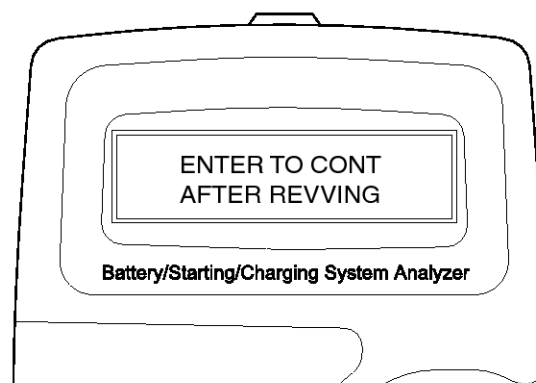 ENTER TO CONT
AFTER REVVING
Battery/Starting/Charging System Analyzer